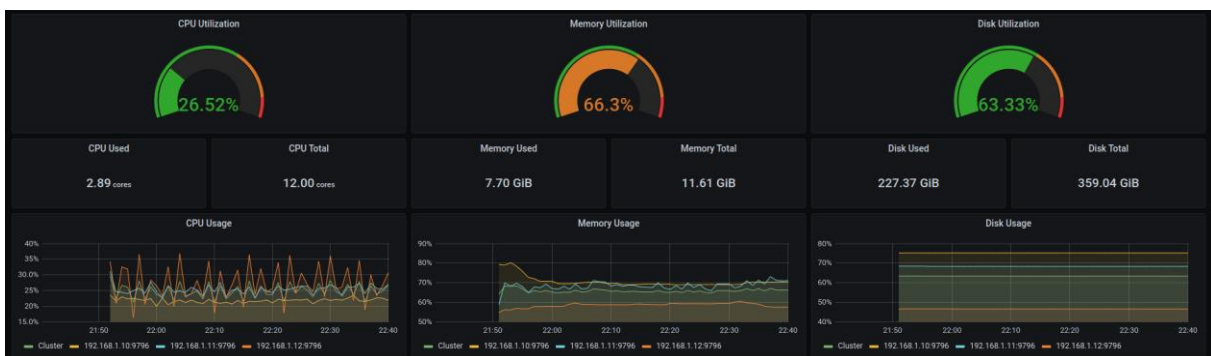 CPU Utilization
Memory Utilization
Disk Utilization
26.52%
66.3%
63.33%
CPU Used
CPU Total
Memory Used
Memory Total
Disk Used
Disk Total
2.89 cores
12.00 cores
7.70 GiB
11.61 GiB
227.37 GiB
359.04 GiB
CPU Usage
40%
35%
30.0%
25%
20%
15.0%
21:50 22:00 22:10 22:20 22:30 22:40
Cluster 192.168.1.10:9796 192.168.1.11:9796 192.168.1.12:9796
Memory Usage
90%
80%
70%
60%
50%
21:50 22:00 22:10 22:20 22:30 22:40
Cluster 192.168.1.10:9796 192.168.1.11:9796 192.168.1.12:9796
Disk Usage
80%
70%
60%
50%
40%
21:50 22:00 22:10 22:20 22:30 22:40
Cluster 192.168.1.10:9796 192.168.1.11:9796 192.168.1.12:9796